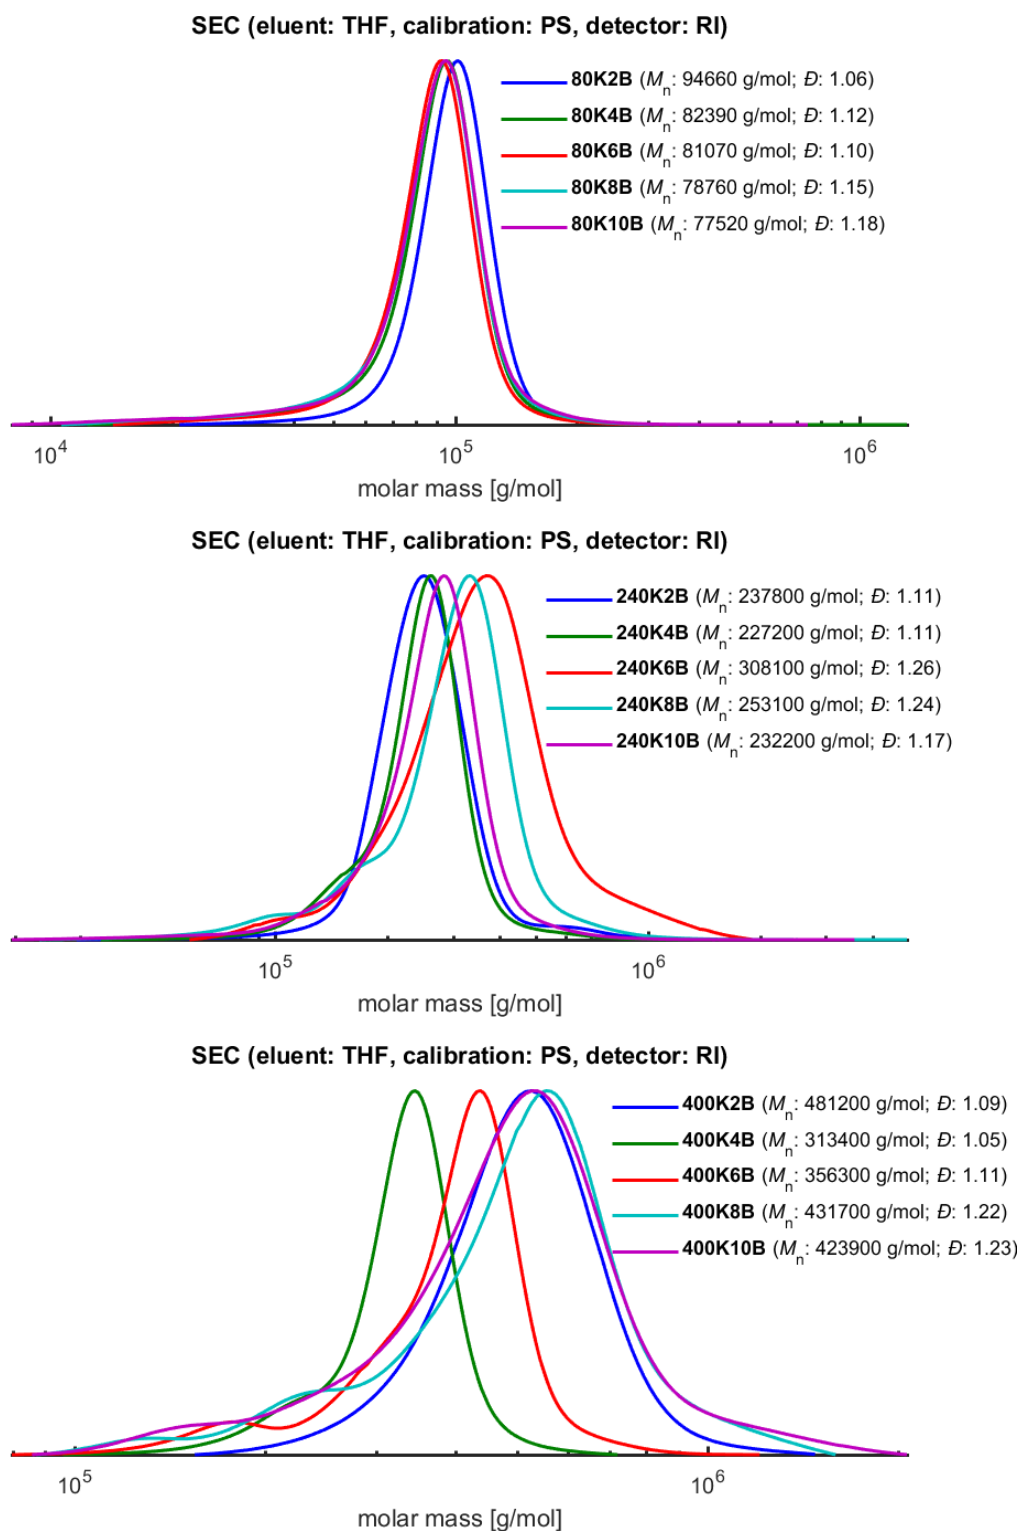 SEC (eluent: THF, calibration: PS, detector: RI)
80K2B (Mn: 94660 g/mol; Đ: 1.06)
80K4B (Mn: 82390 g/mol; Đ: 1.12)
80K6B (Mn: 81070 g/mol; Đ: 1.10)
80K8B (Mn: 78760 g/mol; Đ: 1.15)
80K10B (Mn: 77520 g/mol; Đ: 1.18)
10^4 10^5 10^6
molar mass [g/mol]
SEC (eluent: THF, calibration: PS, detector: RI)
240K2B (Mn: 237800 g/mol; Đ: 1.11)
240K4B (Mn: 227200 g/mol; Đ: 1.11)
240K6B (Mn: 308100 g/mol; Đ: 1.26)
240K8B (Mn: 253100 g/mol; Đ: 1.24)
240K10B (Mn: 232200 g/mol; Đ: 1.17)
10^5 10^6
molar mass [g/mol]
SEC (eluent: THF, calibration: PS, detector: RI)
400K2B (Mn: 481200 g/mol; Đ: 1.09)
400K4B (Mn: 313400 g/mol; Đ: 1.05)
400K6B (Mn: 356300 g/mol; Đ: 1.11)
400K8B (Mn: 431700 g/mol; Đ: 1.22)
400K10B (Mn: 423900 g/mol; Đ: 1.23)
10^5 10^6
molar mass [g/mol]